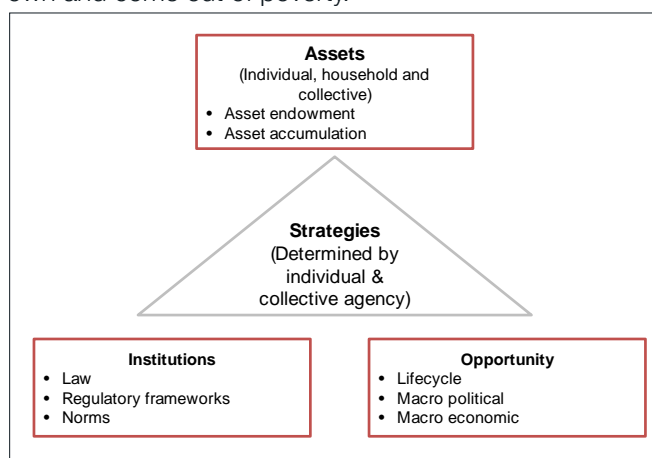 own and come out of poverty.
Assets
(Individual, household and
collective)
• Asset endowment
• Asset accumulation
Strategies
(Determined by
individual &
collective agency)
Institutions
• Law
• Regulatory frameworks
• Norms
Opportunity
• Lifecycle
• Macro political
• Macro economic